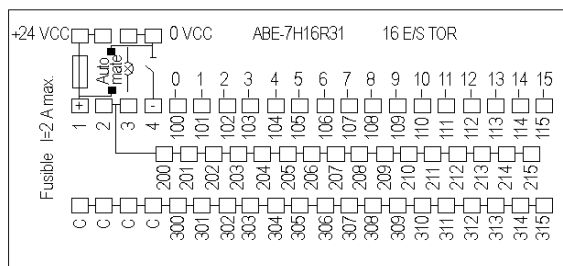 +24 VCC 0 VCC ABE-7H16R31 16 E/S TOR
Auto
mate
Fusible I=2 A max.
0 1 2 3 4 5 6 7 8 9 10 11 12 13 14 15
+ -
1 2 3 4 100 101 102 103 104 105 106 107 108 109 110 111 112 113 114 115
200 201 202 203 204 205 206 207 208 209 210 211 212 213 214 215
C C C C 300 301 302 303 304 305 306 307 308 309 310 311 312 313 314 315